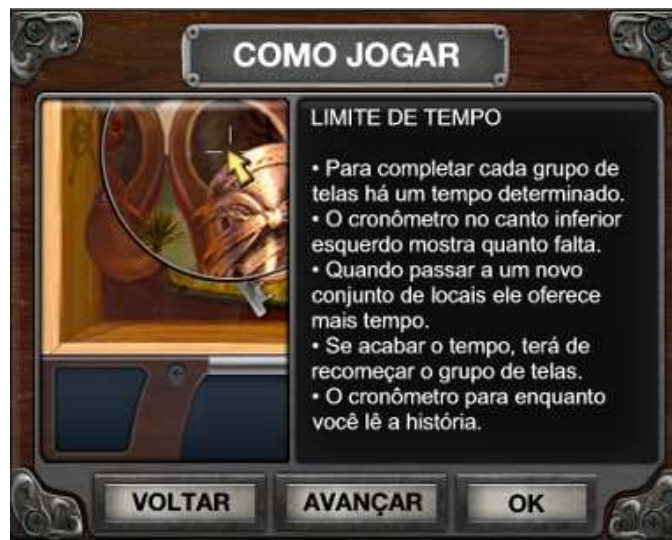 COMO JOGAR
LIMITE DE TEMPO
• Para completar cada grupo de
telas há um tempo determinado.
• O cronômetro no canto inferior
esquerdo mostra quanto falta.
• Quando passar a um novo
conjunto de locais ele oferece
mais tempo.
• Se acabar o tempo, terá de
recomeçar o grupo de telas.
• O cronômetro para enquanto
você lê a história.
VOLTAR
AVANÇAR
OK